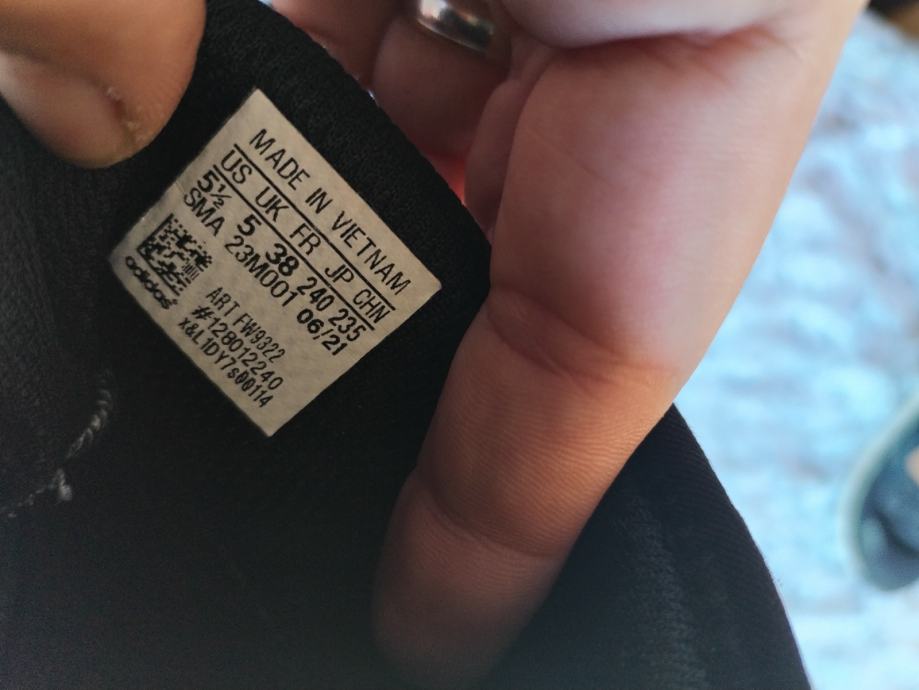 MADE IN VIETNAM
US UK FR JP CHN
5½ 5 38 240 235
SMA 23M001 06/21
adidas
ART FW9322
#128012240
x&L1DY7s00114